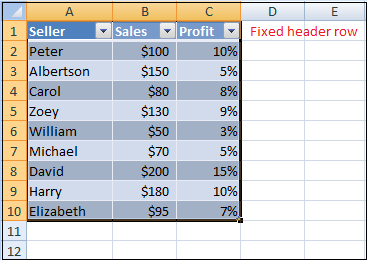 A B C D E
1 Seller Sales Profit Fixed header row
2 Peter $100 10%
3 Albertson $150 5%
4 Carol $80 8%
5 Zoey $130 9%
6 William $50 3%
7 Michael $70 5%
8 David $200 15%
9 Harry $180 10%
10 Elizabeth $95 7%
11
12